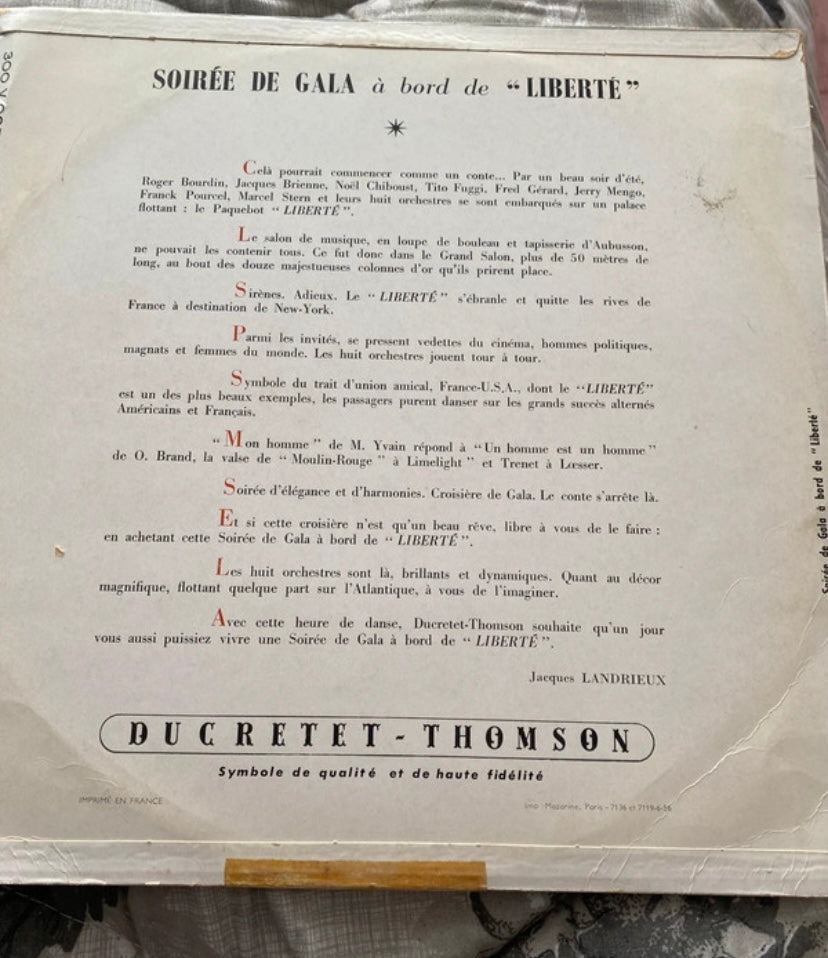 SOIRÉE DE GALA à bord de “LIBERTÉ”
Celà pourrait commencer comme un conte... Par un beau soir d'été,
Roger Bourdin, Jacques Brienne, Noël Chiboust, Tito Fuggi, Fred Gérard, Jerry Mengo,
Franck Pourcel, Marcel Stern et leurs huit orchestres se sont embarqués sur un palace
flottant : le Paquebot “ LIBERTÉ ”.
Le salon de musique, en loupe de bouleau et tapisserie d'Aubusson,
ne pouvait les contenir tous. Ce fut donc dans le Grand Salon, plus de 50 mètres de
long, au bout des douze majestueuses colonnes d'or qu'ils prirent place.
Sirènes. Adieux. Le “ LIBERTÉ ” s'ébranle et quitte les rives de
France à destination de New-York.
Parmi les invités, se pressent vedettes du cinéma, hommes politiques,
magnats et femmes du monde. Les huit orchestres jouent tour à tour.
Symbole du trait d'union amical, France-U.S.A., dont le “LIBERTÉ”
est un des plus beaux exemples, les passagers purent danser sur les grands succès alternés
Américains et Français.
“ Mon homme ” de M. Yvain répond à “Un homme est un homme”
de O. Brand, la valse de “ Moulin-Rouge ” à Limelight ” et Trenet à Lœsser.
Soirée d'élégance et d'harmonies. Croisière de Gala. Le conte s'arrête là.
Et si cette croisière n'est qu'un beau rêve, libre à vous de le faire :
en achetant cette Soirée de Gala à bord de “ LIBERTÉ ”.
Les huit orchestres sont là, brillants et dynamiques. Quant au décor
magnifique, flottant quelque part sur l'Atlantique, à vous de l'imaginer.
Avec cette heure de danse, Ducretet-Thomson souhaite qu'un jour
vous aussi puissiez vivre une Soirée de Gala à bord de “ LIBERTÉ ”.
Jacques LANDRIEUX
DUCRETET-THOMSON
Symbole de qualité et de haute fidélité
IMPRIMÉ EN FRANCE
Imp. Mazarine, Paris - 7136 et 7119-6-56
Soirée de Gala à bord de “Liberté”
300 V